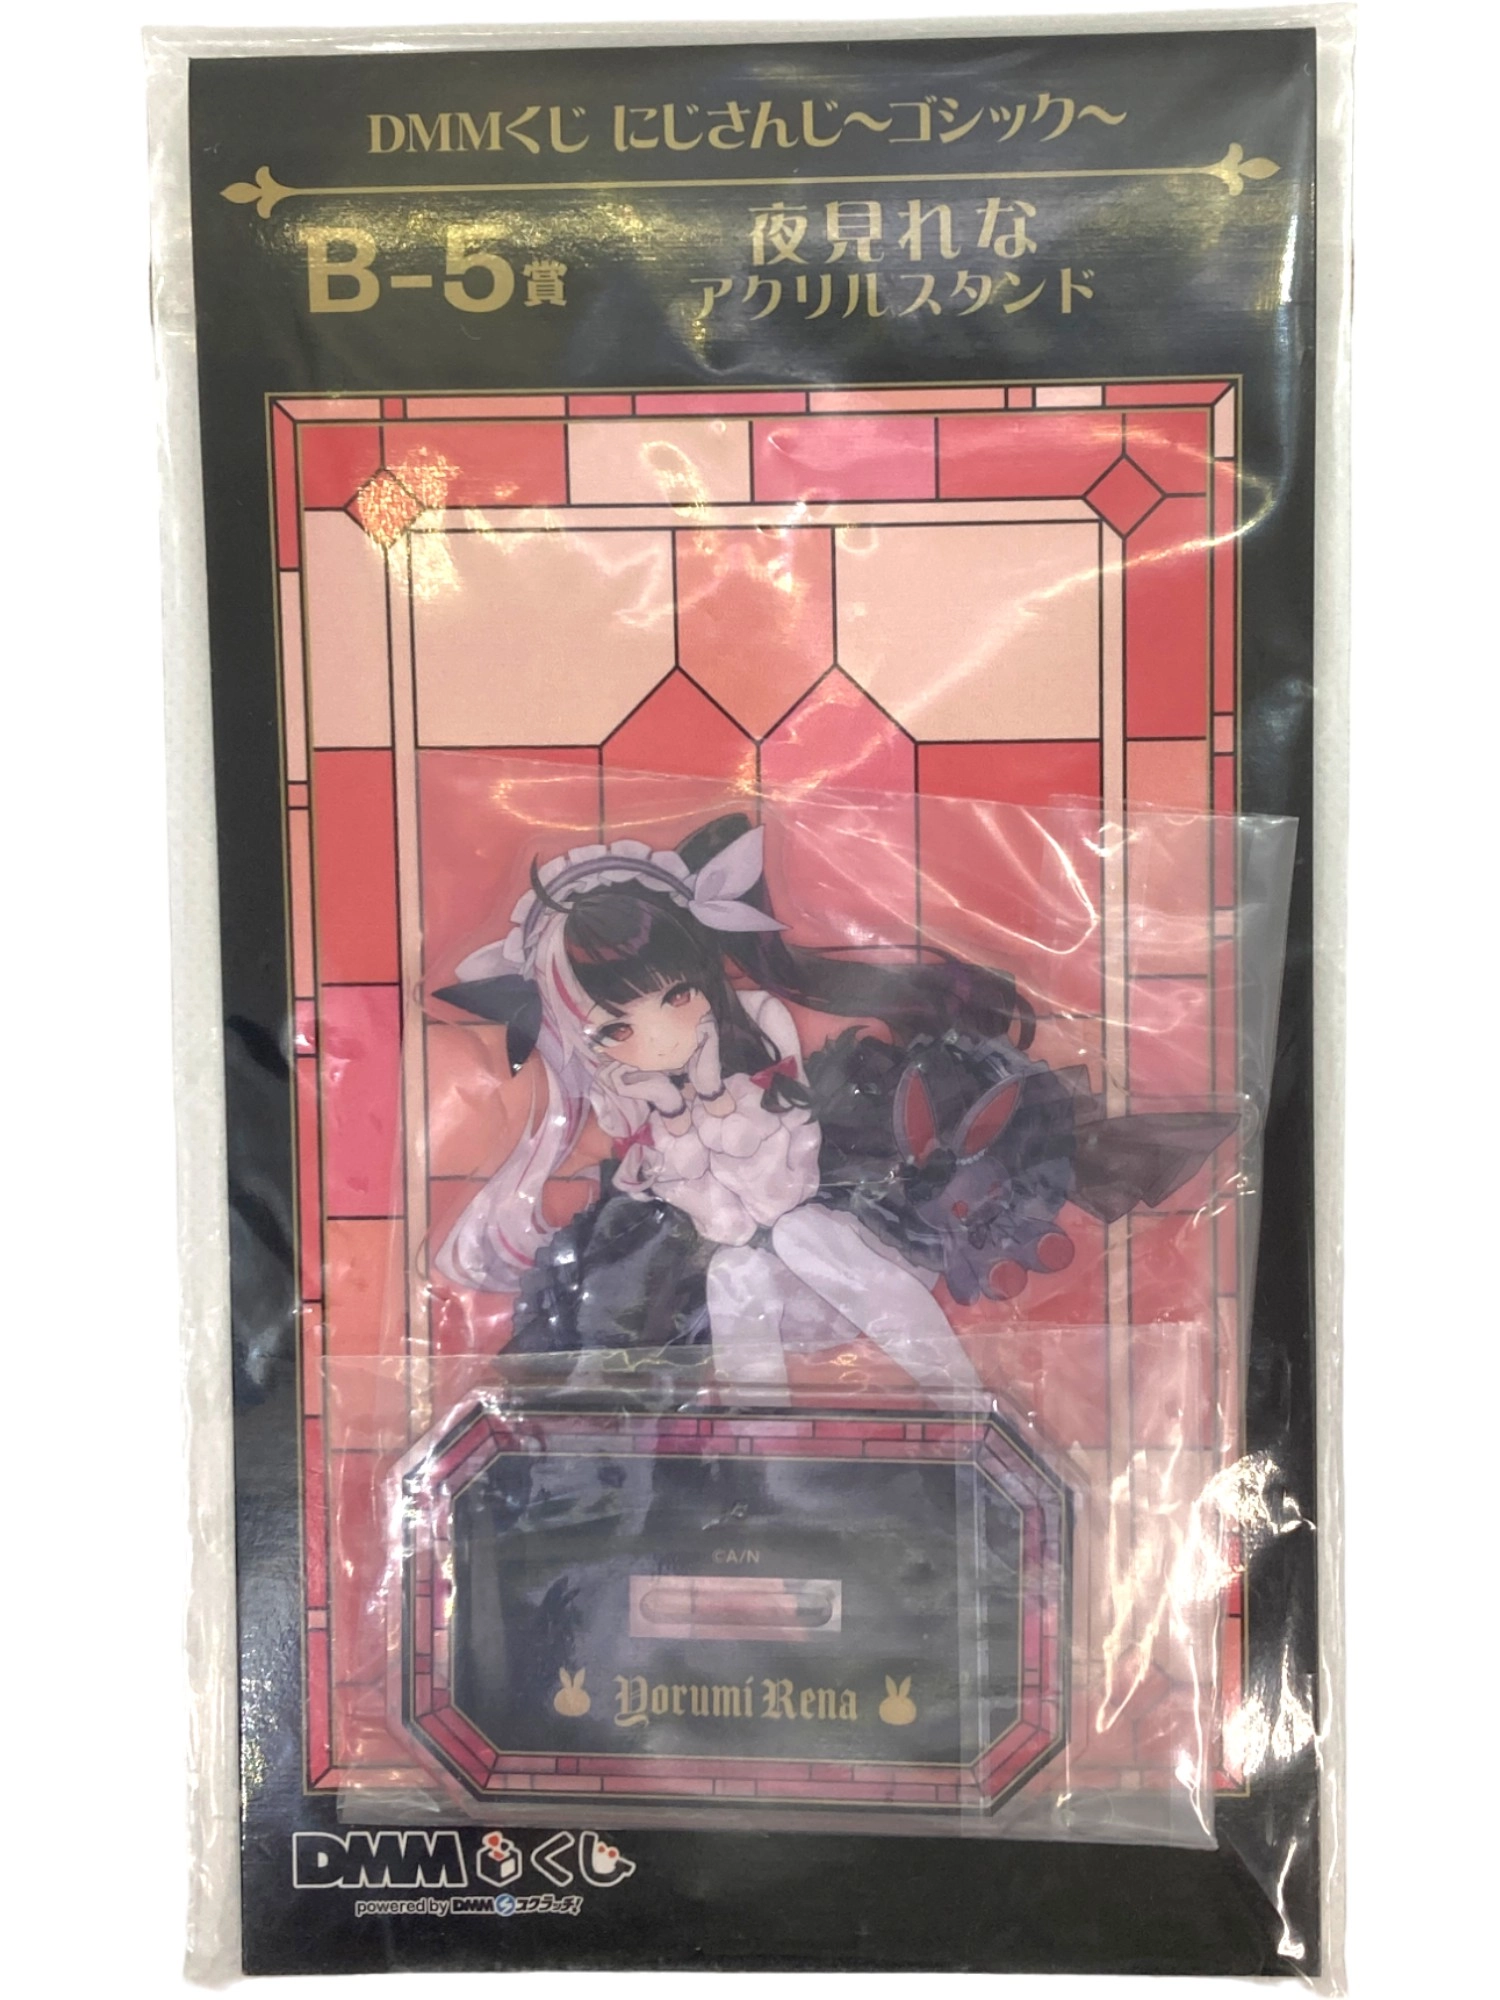 DMMくじ にじさんじ～ゴシック～
B-5賞
夜見れな
アクリルスタンド
©A/N
Yorumi Rena
DMMくじ
powered by DMMスクラッチ!